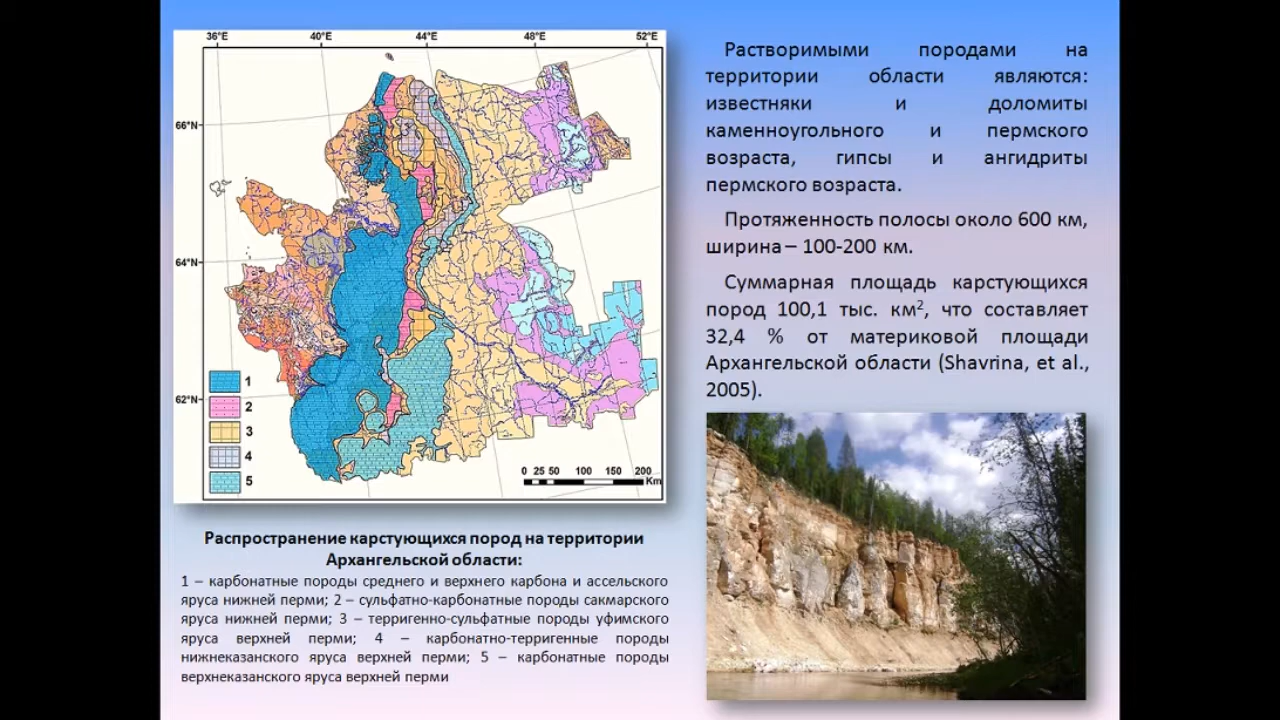 36°E 40°E 44°E 48°E 52°E
66°N
64°N
62°N
1
2
3
4
5
0 25 50 100 150 200
Km
Распространение карстующихся пород на территории
Архангельской области:
1 – карбонатные породы среднего и верхнего карбона и ассельского
яруса нижней перми; 2 – сульфатно-карбонатные породы сакмарского
яруса нижней перми; 3 – терригенно-сульфатные породы уфимского
яруса верхней перми; 4 – карбонатно-терригенные породы
нижнеказанского яруса верхней перми; 5 – карбонатные породы
верхнеказанского яруса верхней перми
Растворимыми породами на
территории области являются:
известняки и доломиты
каменноугольного и пермского
возраста, гипсы и ангидриты
пермского возраста.
Протяженность полосы около 600 км,
ширина – 100-200 км.
Суммарная площадь карстующихся
пород 100,1 тыс. км², что составляет
32,4 % от материковой площади
Архангельской области (Shavrina, et al.,
2005).